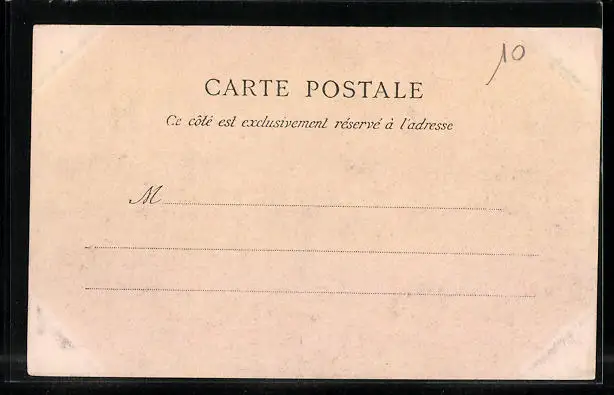 10
CARTE POSTALE
Ce côté est exclusivement réservé à l'adresse
M